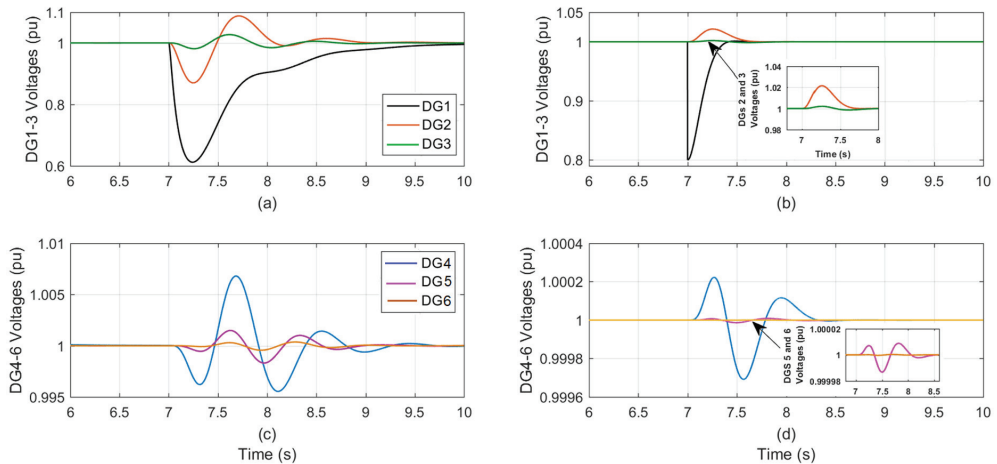 1.1
1
0.9
0.8
0.6
DG1-3 Voltages (pu)
DG1
DG2
DG3
6 6.5 7 7.5 8 8.5 9 9.5 10
(a)
1.05
1
0.9
0.8
DG1-3 Voltages (pu)
1.04
1.02
1
0.98
DGs 2 and 3
Voltages (pu)
7 7.5 8
Time (s)
6 6.5 7 7.5 8 8.5 9 9.5 10
(b)
1.01
1.005
1
0.995
DG4-6 Voltages (pu)
DG4
DG5
DG6
6 6.5 7 7.5 8 8.5 9 9.5 10
(c)
Time (s)
1.0004
1.0002
1
0.9998
0.9996
DG4-6 Voltages (pu)
1.00002
1
0.99998
DGS 5 and 6
Voltages (pu)
7 7.5 8 8.5
6 6.5 7 7.5 8 8.5 9 9.5 10
(d)
Time (s)